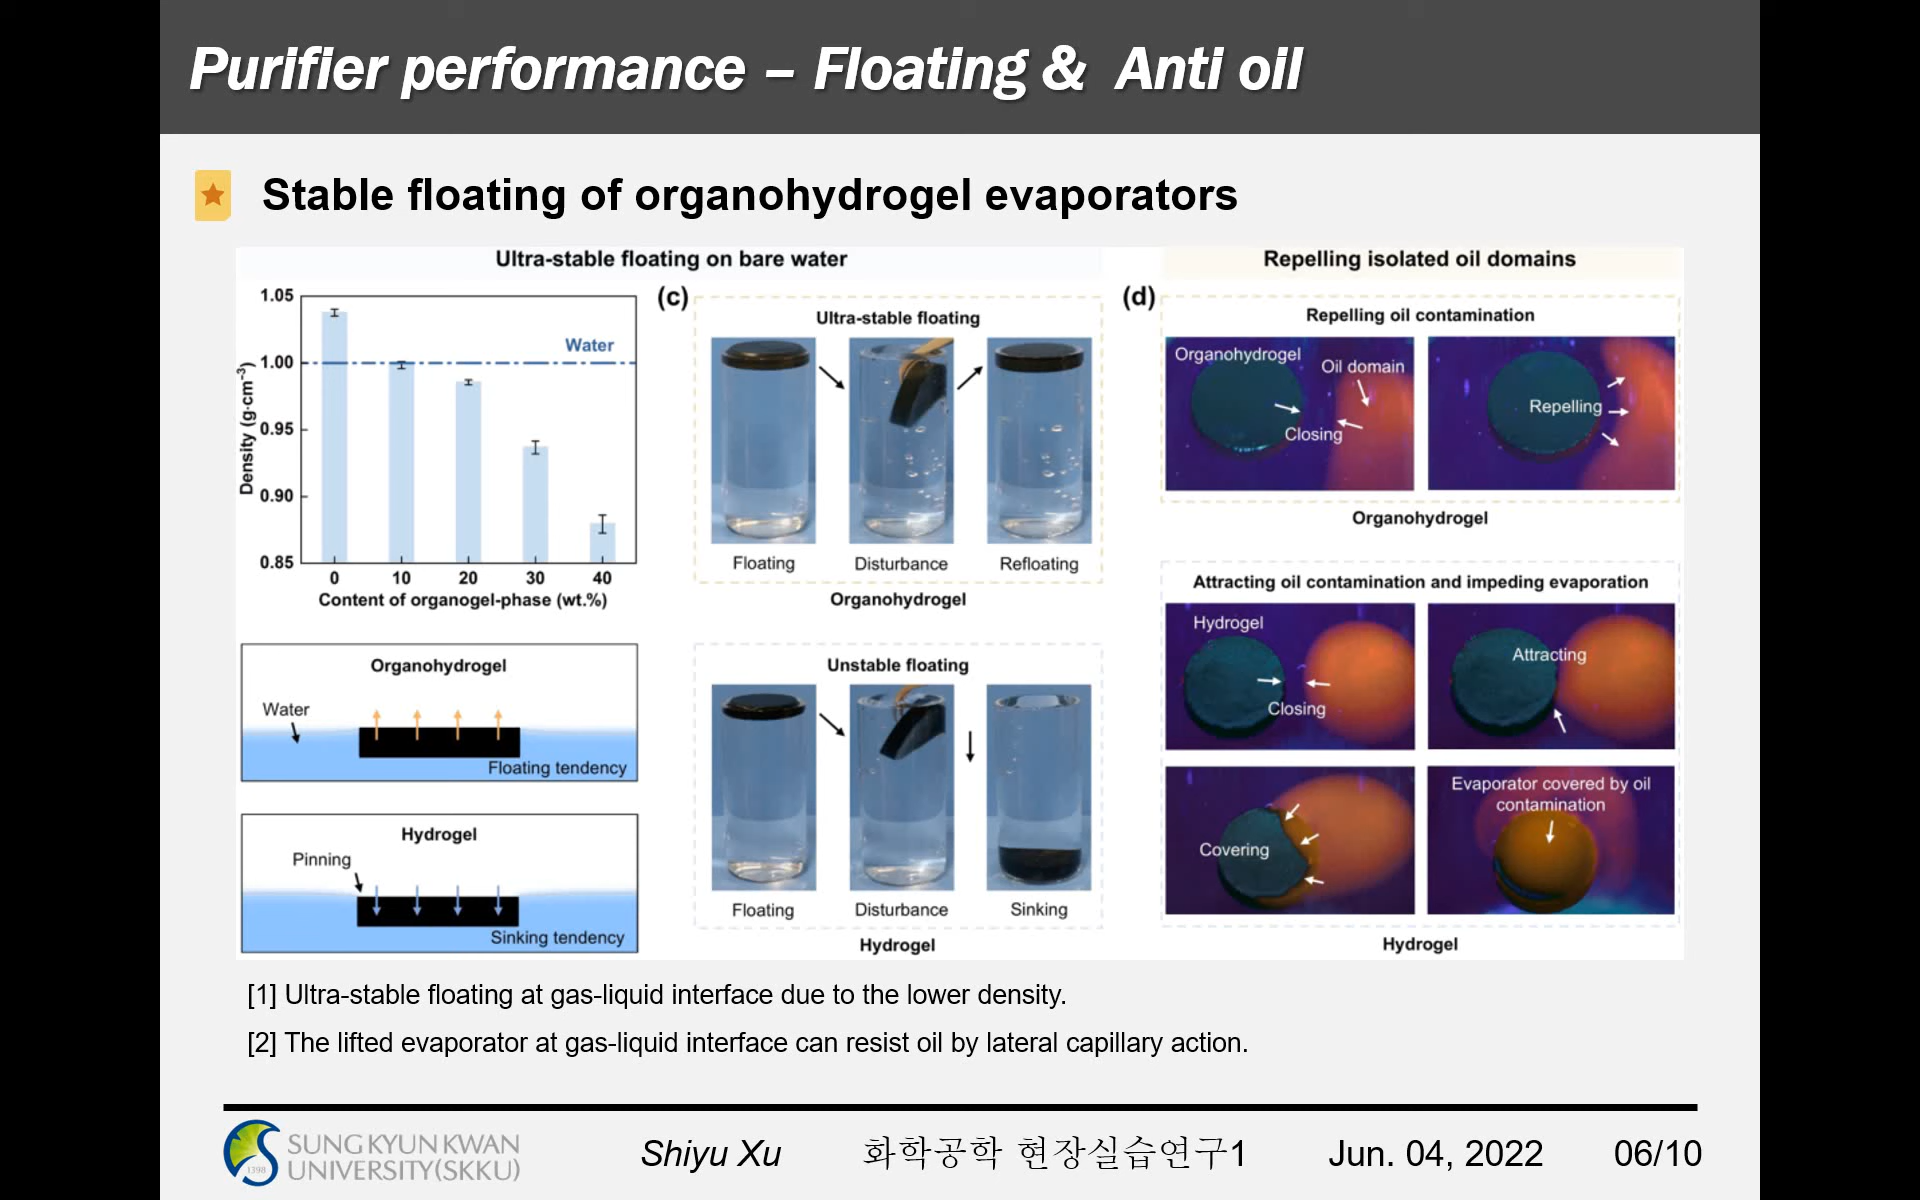 Purifier performance – Floating & Anti oil
Stable floating of organohydrogel evaporators
Ultra-stable floating on bare water
1.05
1.00
0.95
0.90
0.85
Density (g·cm⁻³)
Water
0 10 20 30 40
Content of organogel-phase (wt.%)
Organohydrogel
Water
Floating tendency
Hydrogel
Pinning
Sinking tendency
(c)
Ultra-stable floating
Floating Disturbance Refloating
Organohydrogel
Unstable floating
Floating Disturbance Sinking
Hydrogel
Repelling isolated oil domains
(d)
Repelling oil contamination
Organohydrogel
Oil domain
Closing
Repelling
Organohydrogel
Attracting oil contamination and impeding evaporation
Hydrogel
Closing
Attracting
Covering
Evaporator covered by oil
contamination
Hydrogel
[1] Ultra-stable floating at gas-liquid interface due to the lower density.
[2] The lifted evaporator at gas-liquid interface can resist oil by lateral capillary action.
1398
SUNGKYUNKWAN
UNIVERSITY(SKKU)
Shiyu Xu 화학공학 현장실습연구1 Jun. 04, 2022 06/10